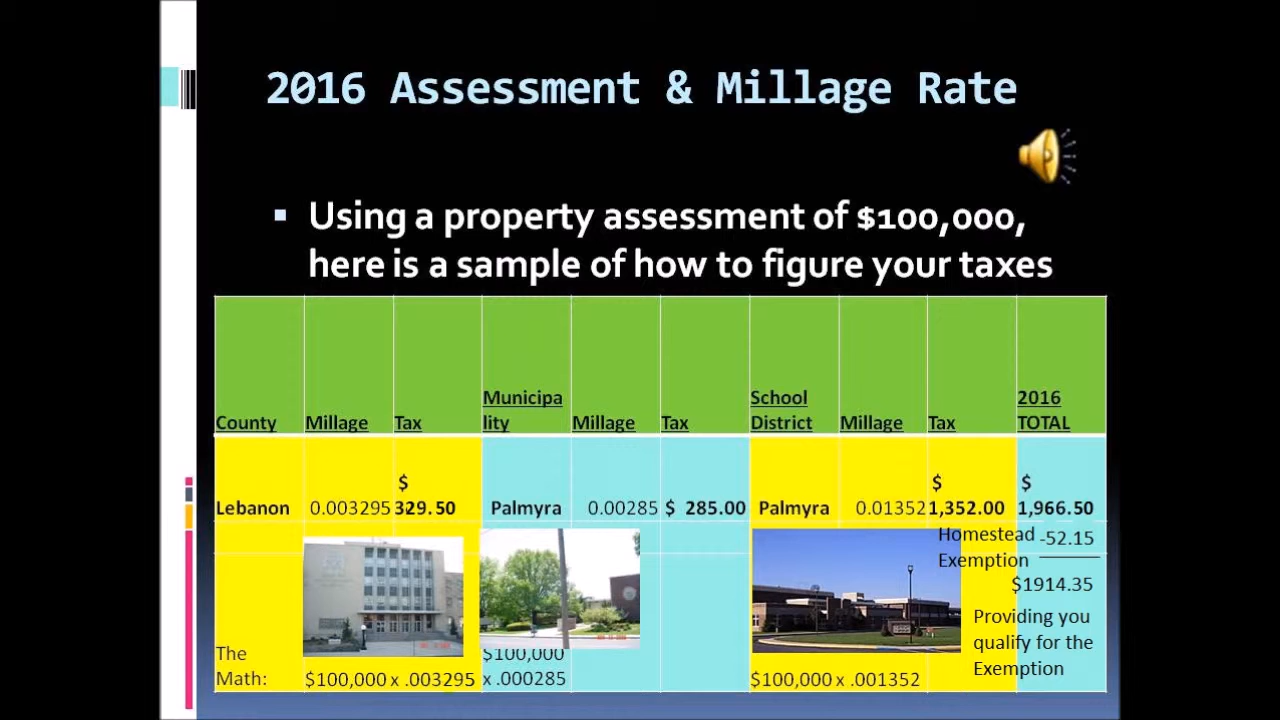 2016 Assessment & Millage Rate
Using a property assessment of $100,000,
here is a sample of how to figure your taxes
County Millage Tax Municipa
lity Millage Tax School
District Millage Tax 2016
TOTAL
Lebanon 0.003295 $
329.50 Palmyra 0.00285 $ 285.00 Palmyra 0.01352 $
1,352.00 $
1,966.50
Homestead
Exemption -52.15
$1914.35
Providing you
qualify for the
Exemption
The
Math: $100,000 x .003295 $100,000
x .000285 $100,000 x .001352